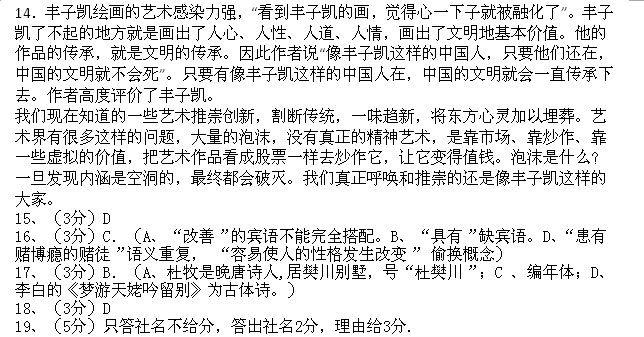 14．丰子凯绘画的艺术感染力强，“看到丰子凯的画，觉得心一下子就被融化了”。丰子
凯了不起的地方就是画出了人心、人性、人道、人情，画出了文明地基本价值。他的
作品的传承，就是文明的传承。因此作者说“像丰子凯这样的中国人，只要他们还在，
中国的文明就不会死”。只要有像丰子凯这样的中国人在，中国的文明就会一直传承下
去。作者高度评价了丰子凯。
我们现在知道的一些艺术推崇创新，割断传统，一味趋新，将东方心灵加以埋葬。艺
术界有很多这样的问题，大量的泡沫，没有真正的精神艺术，是靠市场、靠炒作、靠
一些虚拟的价值，把艺术作品看成股票一样去炒作它，让它变得值钱。泡沫是什么？
一旦发现内涵是空洞的，最终都会破灭。我们真正呼唤和推崇的还是像丰子凯这样的
大家。
15、（3分）D
16、（3分）C．（A、“改善”的宾语不能完全搭配。B、“具有”缺宾语。D、“患有
赌博瘾的赌徒”语义重复，“容易使人的性格发生改变”偷换概念）
17、（3分）B．（A、杜牧是晚唐诗人,居樊川别墅，号“杜樊川”；C、编年体；D、
李白的《梦游天姥吟留别》为古体诗。）
18、（3分）D
19、（5分）只答社名不给分，答出社名2分，理由给3分．